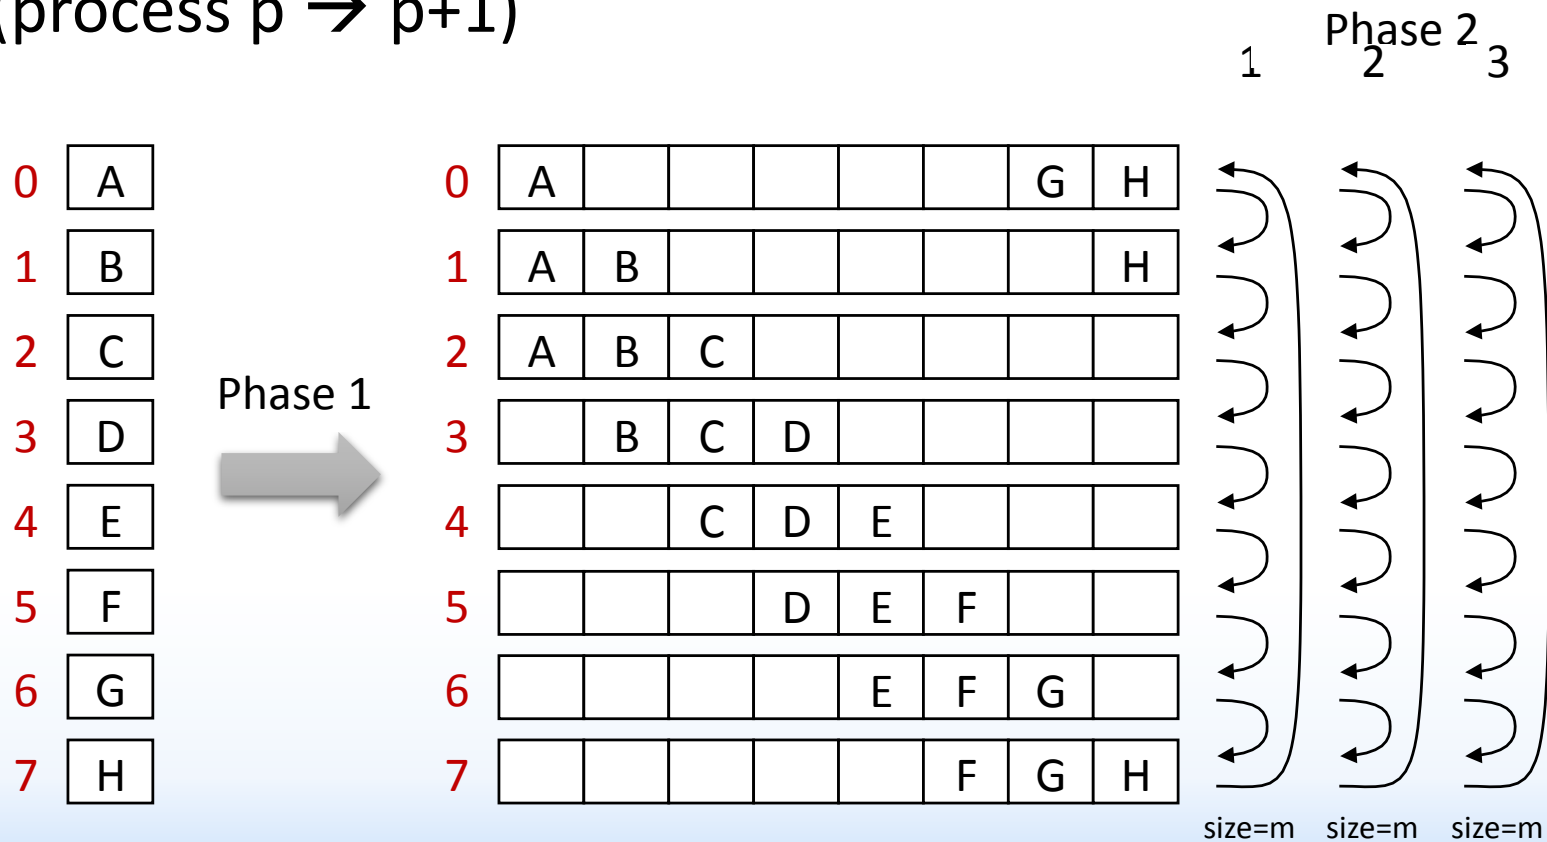 (process p → p+1)
Phase 2
1 2 3
0 A 0 A G H
1 B 1 A B H
2 C 2 A B C
Phase 1
3 D 3 B C D
4 E 4 C D E
5 F 5 D E F
6 G 6 E F G
7 H 7 F G H
size=m size=m size=m